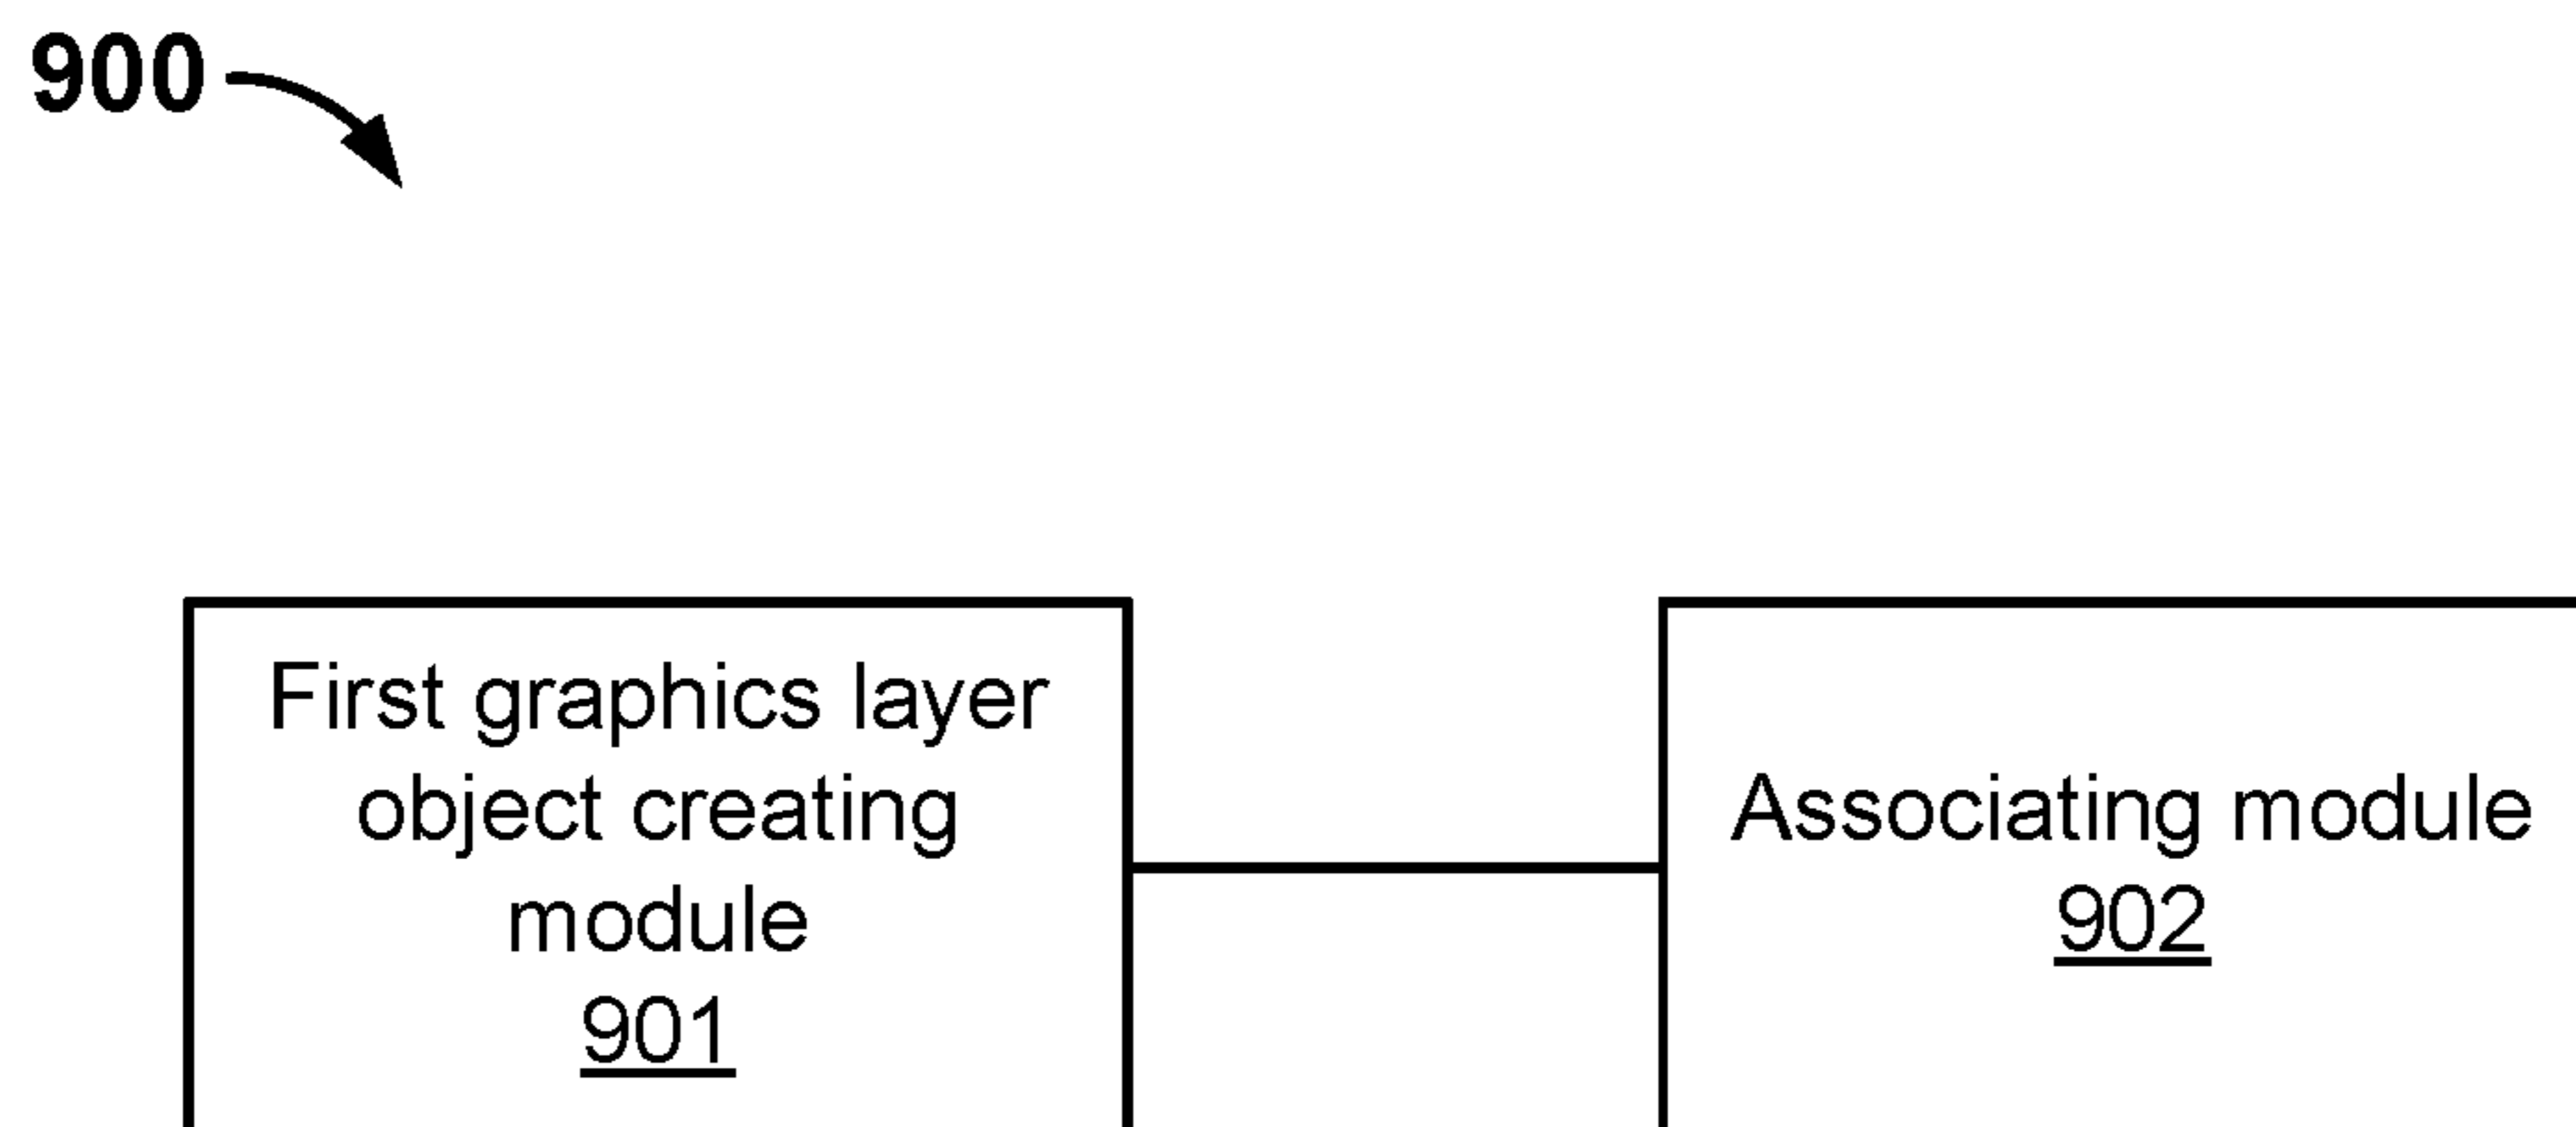 900
First graphics layer
object creating
module
901
Associating module
902